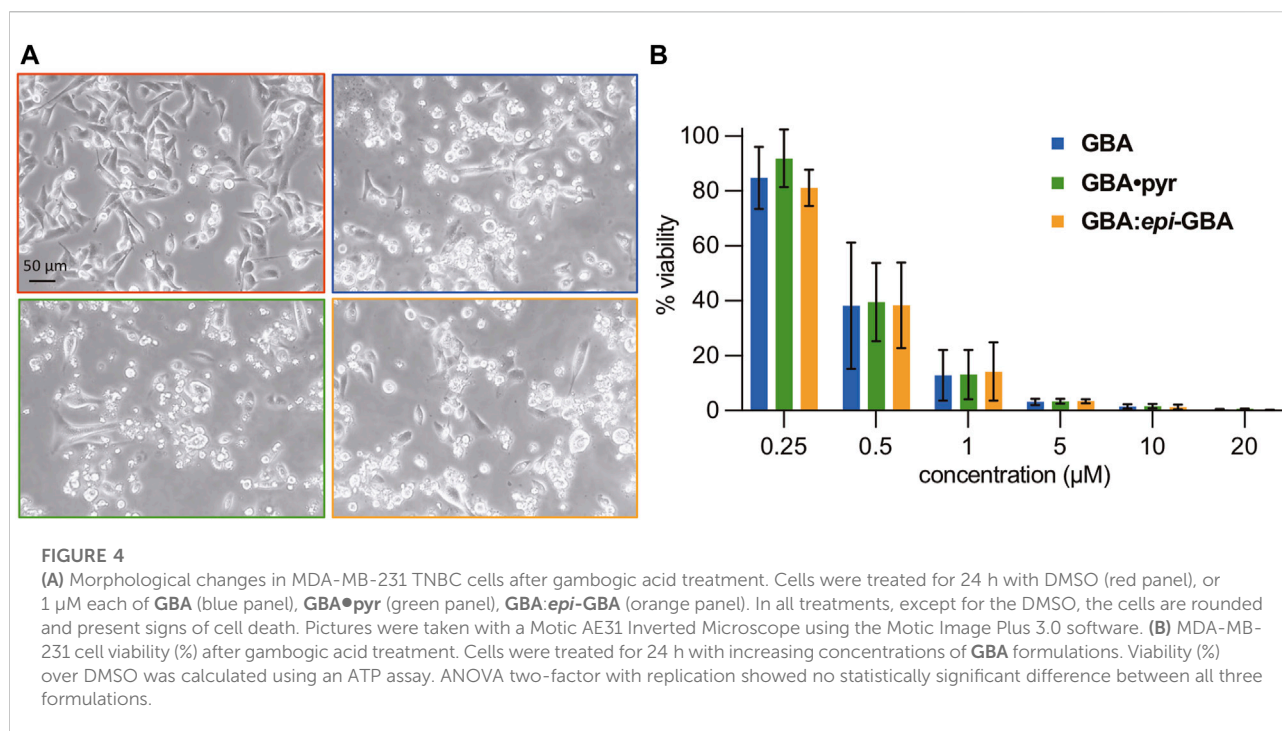 A
50 µm
B
% viability
100
80
60
40
20
0
GBA
GBA•pyr
GBA:epi-GBA
0.25 0.5 1 5 10 20
concentration (µM)
FIGURE 4
(A) Morphological changes in MDA-MB-231 TNBC cells after gambogic acid treatment. Cells were treated for 24 h with DMSO (red panel), or
1 µM each of GBA (blue panel), GBA●pyr (green panel), GBA:epi-GBA (orange panel). In all treatments, except for the DMSO, the cells are rounded
and present signs of cell death. Pictures were taken with a Motic AE31 Inverted Microscope using the Motic Image Plus 3.0 software. (B) MDA-MB-
231 cell viability (%) after gambogic acid treatment. Cells were treated for 24 h with increasing concentrations of GBA formulations. Viability (%)
over DMSO was calculated using an ATP assay. ANOVA two-factor with replication showed no statistically significant difference between all three
formulations.